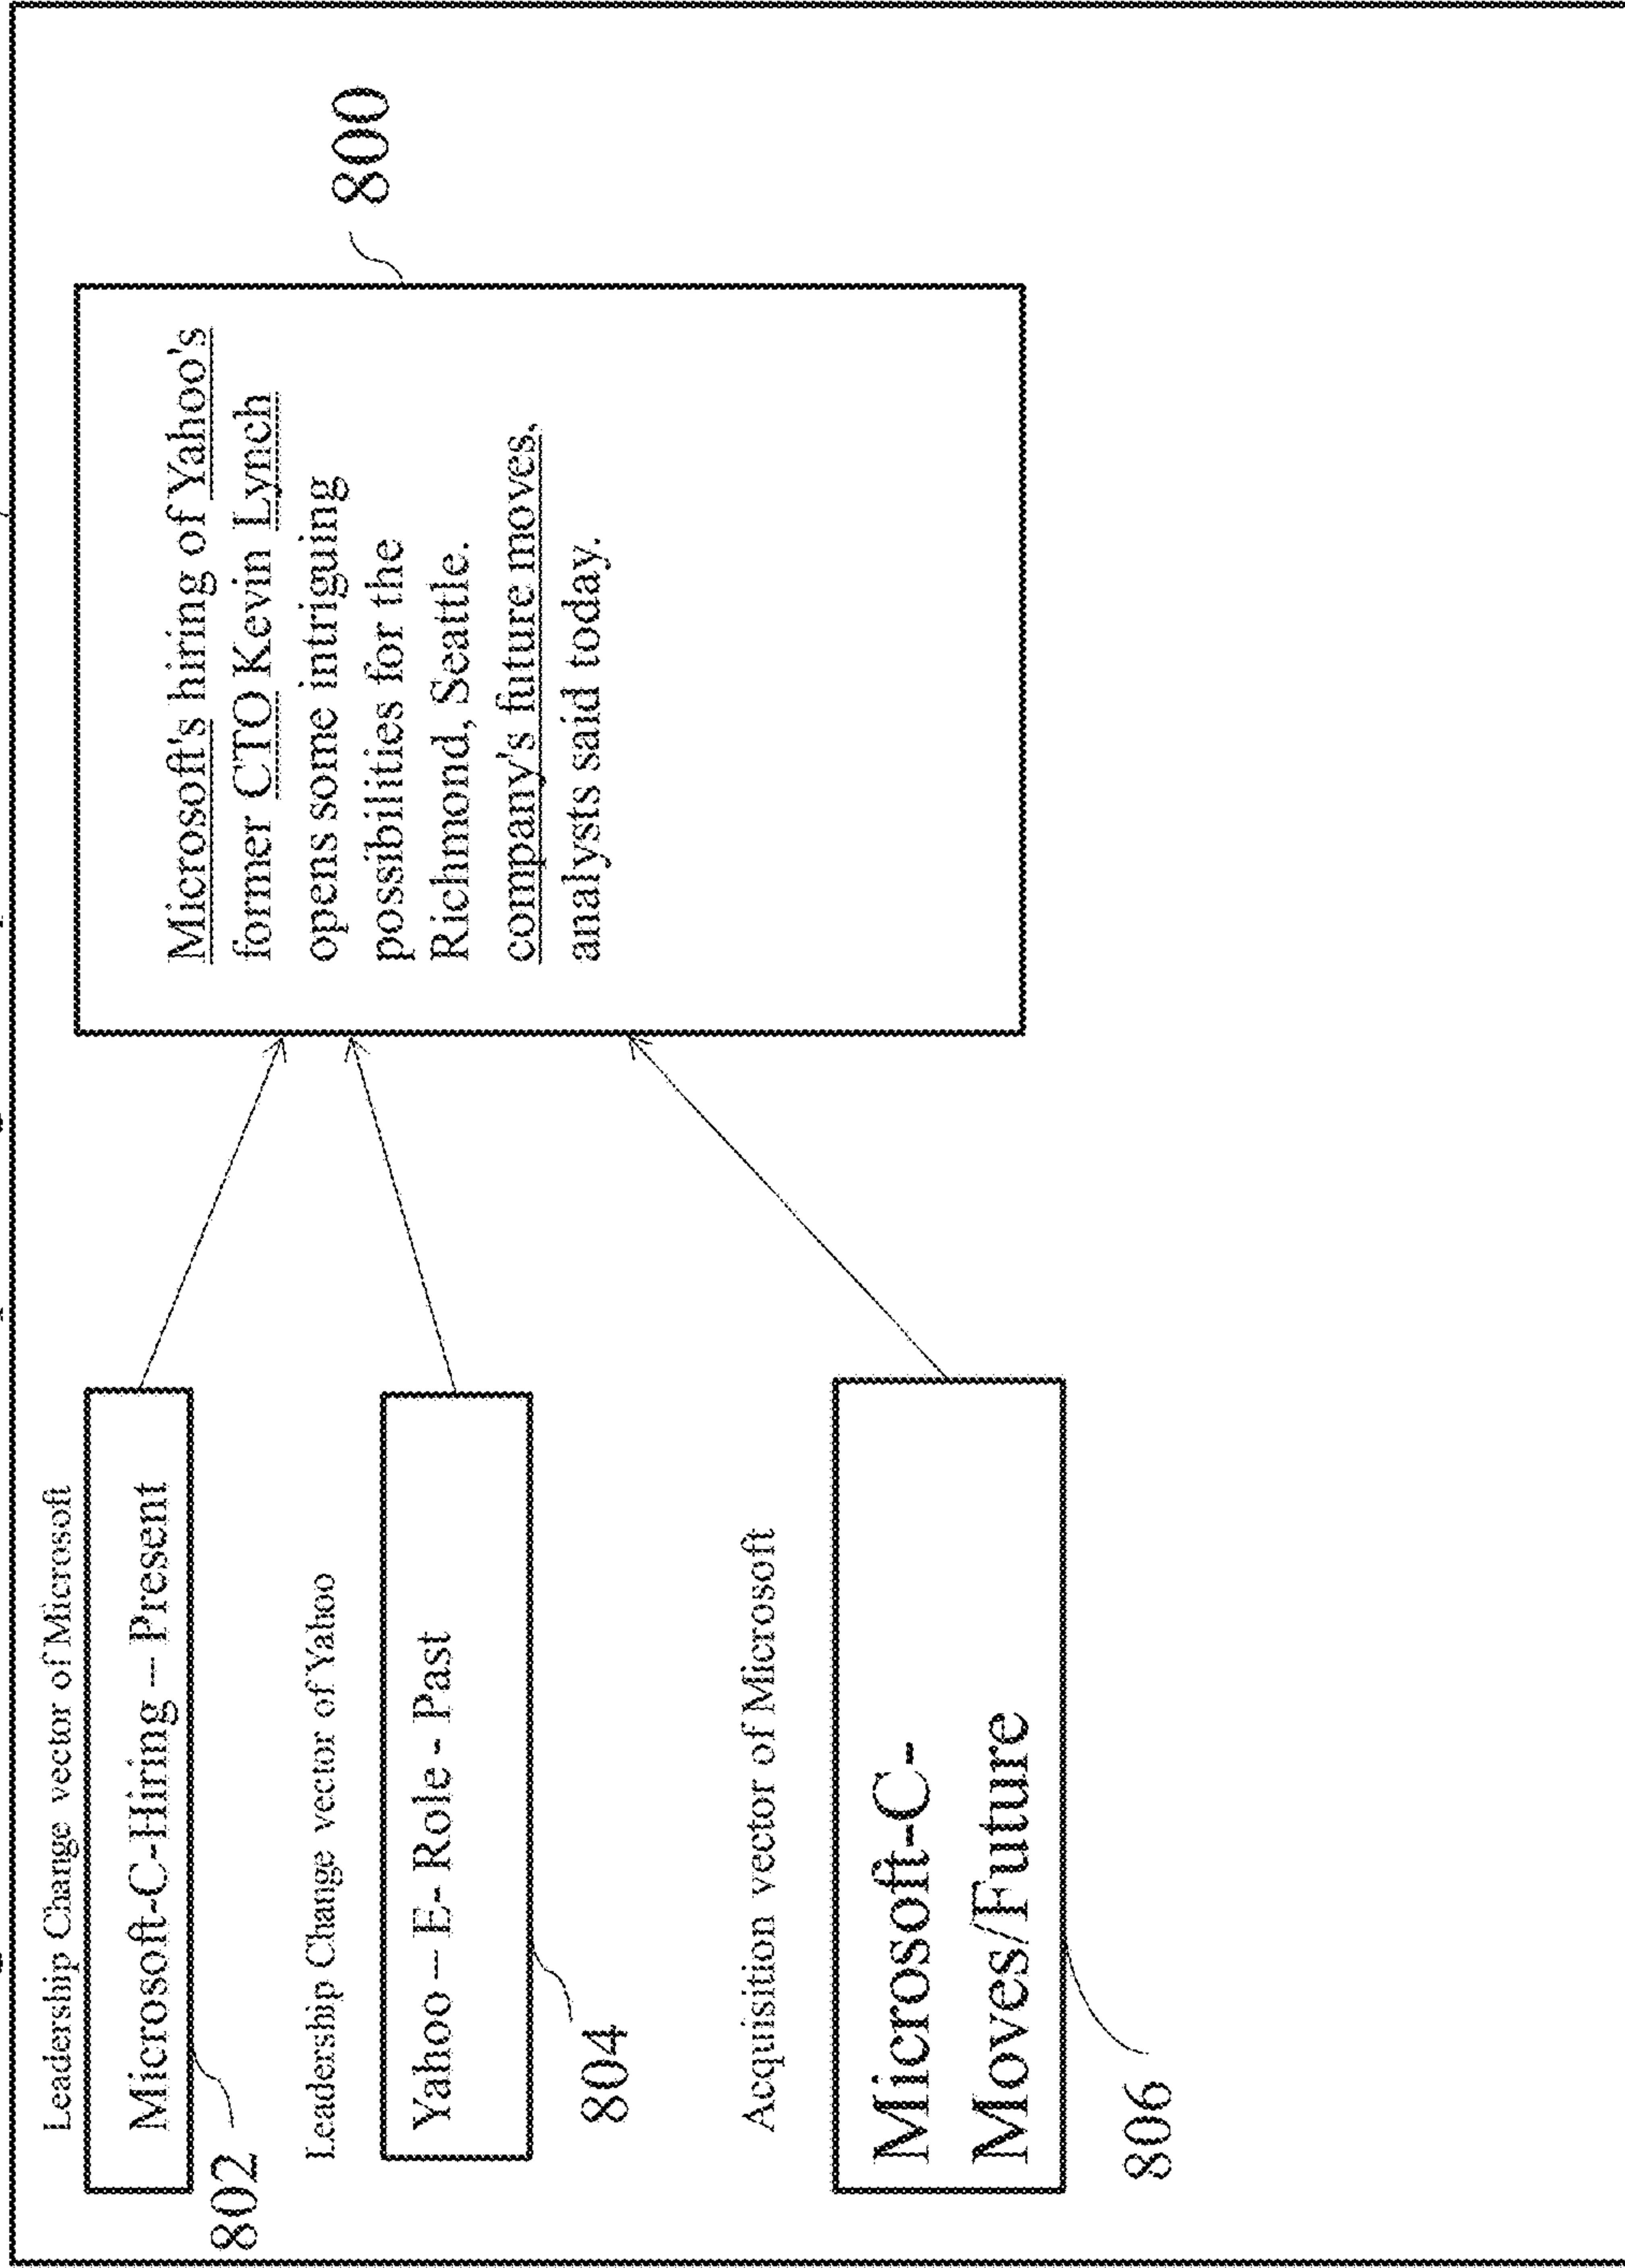 Leadership Change vector of Microsoft
Microsoft-C-Hiring – Present
802
Leadership Change vector of Yahoo
Yahoo – E- Role - Past
804
Acquisition vector of Microsoft
Microsoft-C-
Moves/Future
806
Microsoft's hiring of Yahoo's
former CTO Kevin Lynch
opens some intriguing
possibilities for the
Richmond, Seattle.
company's future moves,
analysts said today.
800